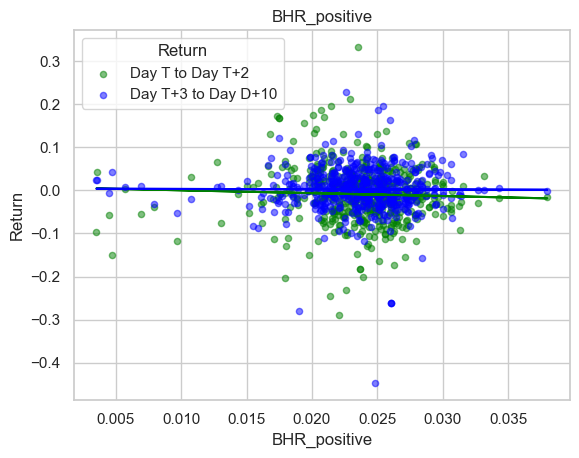 BHR_positive
Return
Day T to Day T+2
Day T+3 to Day D+10
0.3
0.2
0.1
0.0
−0.1
−0.2
−0.3
−0.4
Return
0.005 0.010 0.015 0.020 0.025 0.030 0.035
BHR_positive